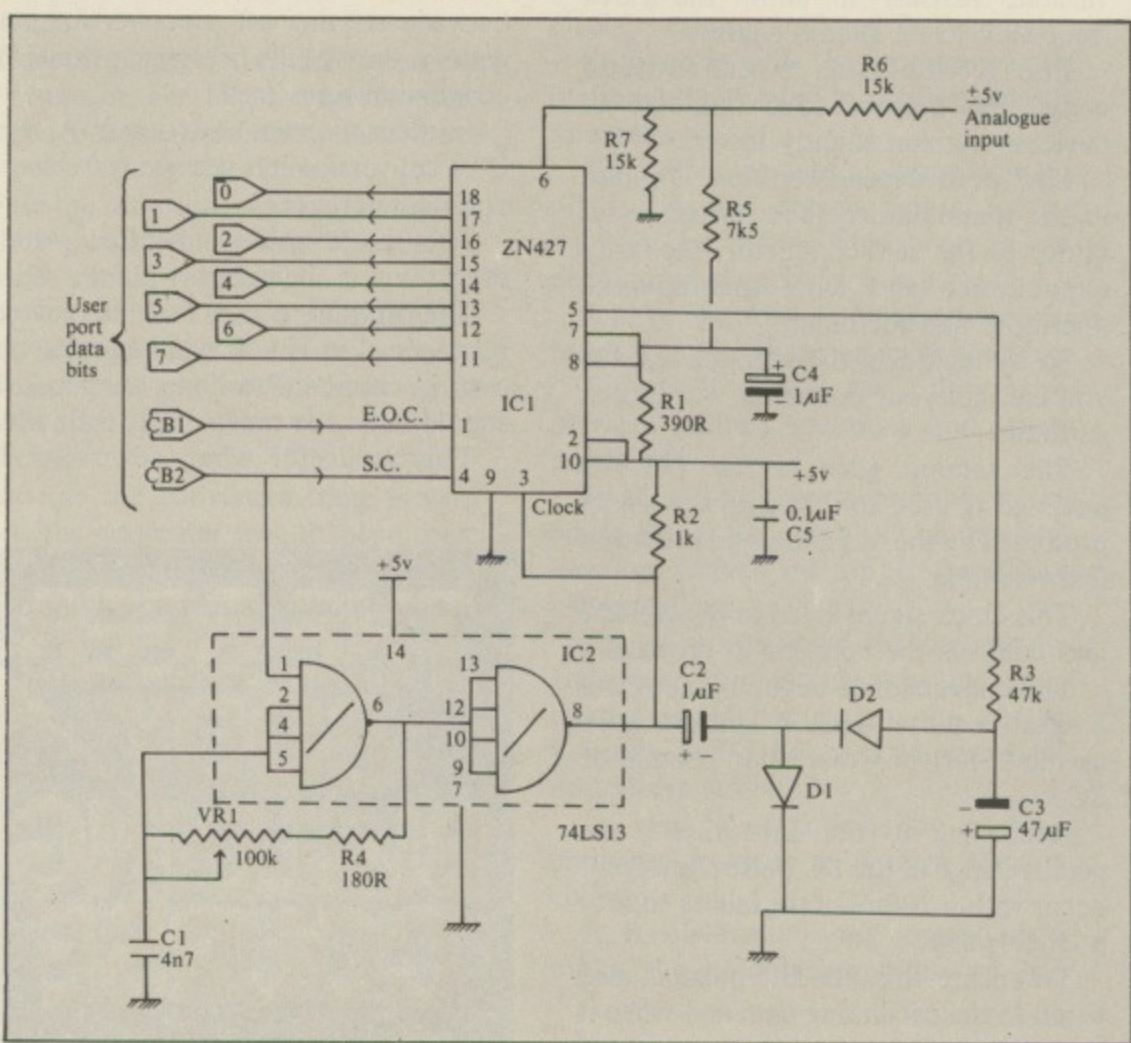 R6
15k
±5v
Analogue
input
R7
15k
6
R5
7k5
0
1
2
3
4
5
6
7
User
port
data
bits
18
17
16
15
14
13
12
11
ZN427
5
7
8
C4
1µF
+
−
R1
390R
IC1
CB1
E.O.C.
1
CB2
S.C.
4
9
3
2
10
+5v
Clock
R2
1k
0.1µF
C5
+5v
14
IC2
1
2
4
5
6
13
12
10
9
7
8
C2
1µF
+
−
D2
R3
47k
D1
−
+
C3
47µF
74LS13
VR1
100k
R4
180R
C1
4n7